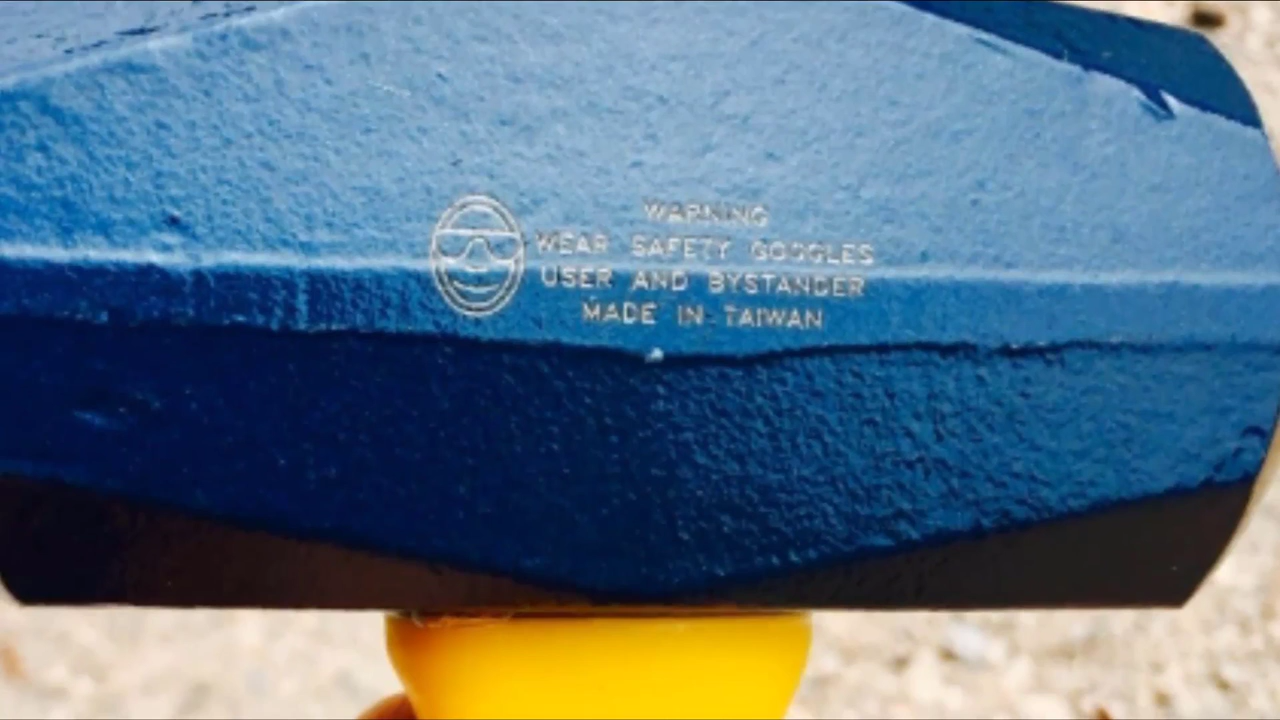 WARNING
WEAR SAFETY GOGGLES
USER AND BYSTANDER
MADE IN TAIWAN